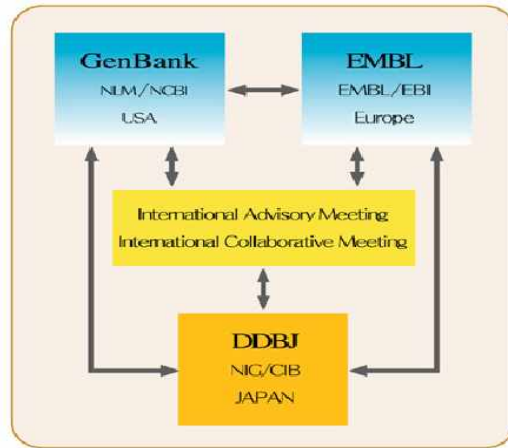 GenBank
NLM/NCBI
USA
EMBL
EMBL/EBI
Europe
International Advisory Meeting
International Collaborative Meeting
DDBJ
NIG/CIB
JAPAN